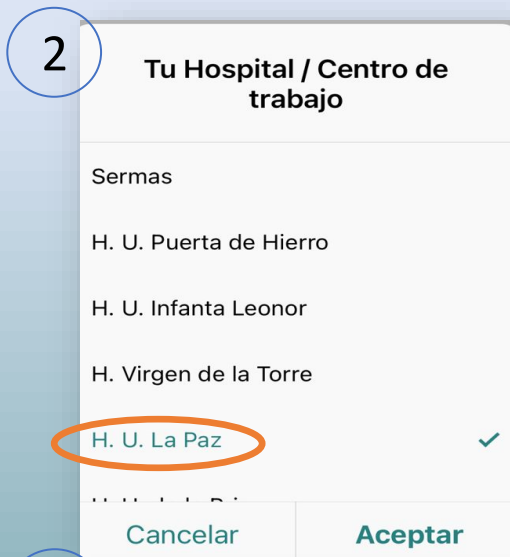 2
Tu Hospital / Centro de
trabajo
Sermas
H. U. Puerta de Hierro
H. U. Infanta Leonor
H. Virgen de la Torre
H. U. La Paz
Cancelar
Aceptar